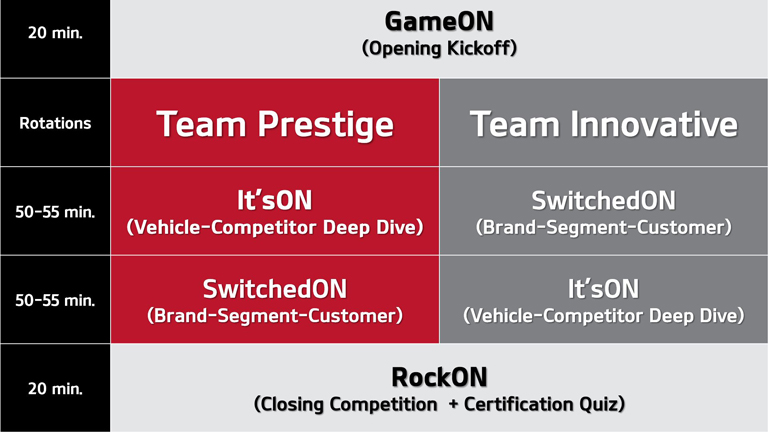 20 min.
GameON
(Opening Kickoff)
Rotations
Team Prestige
Team Innovative
50-55 min.
It'sON
(Vehicle-Competitor Deep Dive)
SwitchedON
(Brand-Segment-Customer)
50-55 min.
SwitchedON
(Brand-Segment-Customer)
It'sON
(Vehicle-Competitor Deep Dive)
20 min.
RockON
(Closing Competition + Certification Quiz)